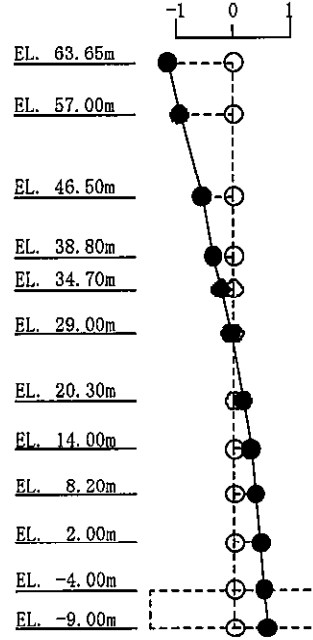 -1 0 1
EL. 63.65m
EL. 57.00m
EL. 46.50m
EL. 38.80m
EL. 34.70m
EL. 29.00m
EL. 20.30m
EL. 14.00m
EL. 8.20m
EL. 2.00m
EL. -4.00m
EL. -9.00m